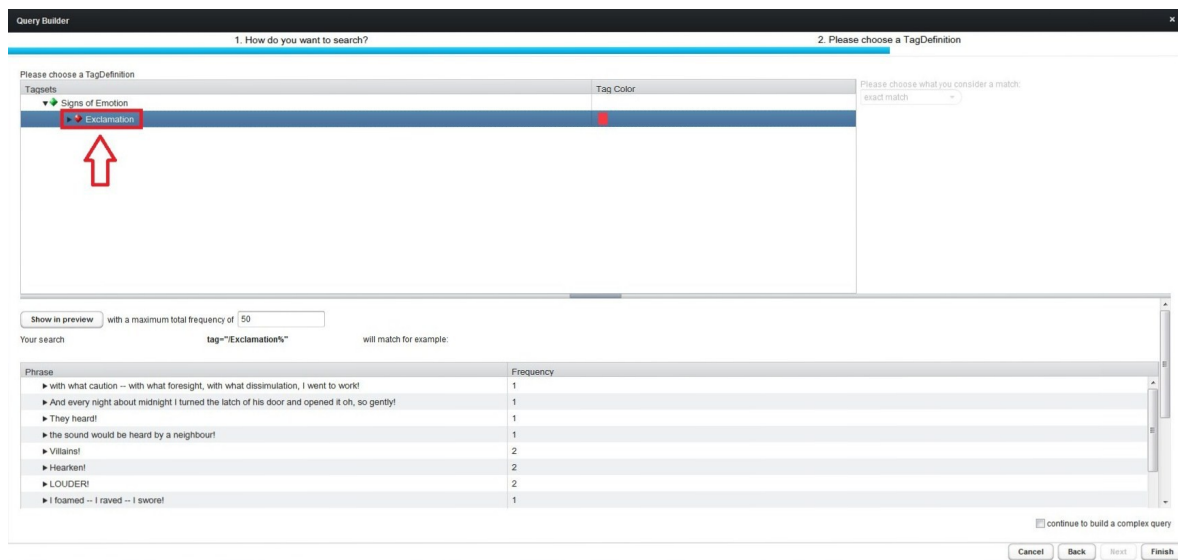 Query Builder
1. How do you want to search? 2. Please choose a TagDefinition
Please choose a TagDefinition
Tagsets Tag Color
Signs of Emotion
Exclamation
Please choose what you consider a match:
exact match
Show in preview with a maximum total frequency of 50
Your search tag="/Exclamation%" will match for example:
Phrase Frequency
with what caution -- with what foresight, with what dissimulation, I went to work! 1
And every night about midnight I turned the latch of his door and opened it oh, so gently! 1
They heard! 1
the sound would be heard by a neighbour! 1
Villains! 2
Hearken! 2
LOUDER! 2
I foamed -- I raved -- I swore! 1
continue to build a complex query
Cancel Back Next Finish